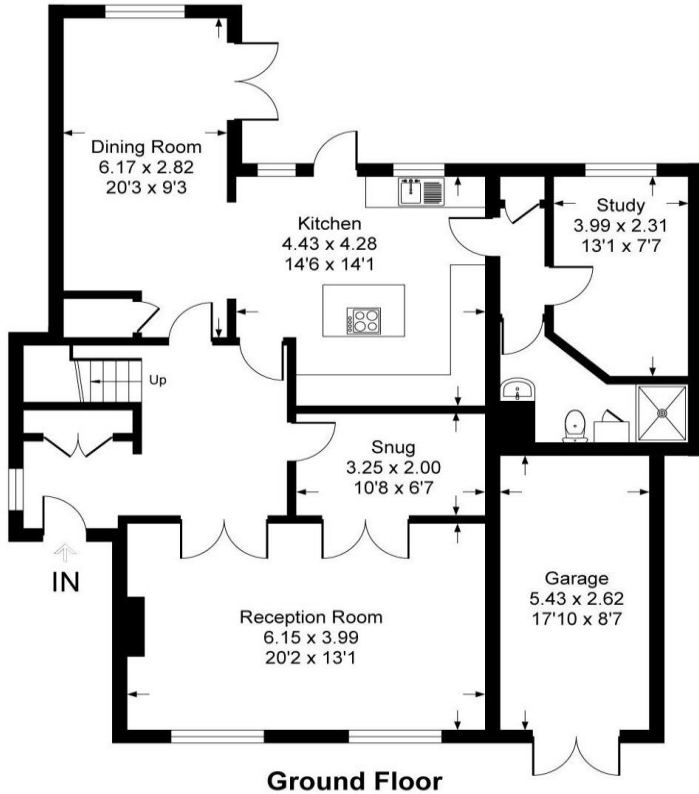 Dining Room
6.17 x 2.82
20'3 x 9'3
Kitchen
4.43 x 4.28
14'6 x 14'1
Study
3.99 x 2.31
13'1 x 7'7
Up
Snug
3.25 x 2.00
10'8 x 6'7
IN
Reception Room
6.15 x 3.99
20'2 x 13'1
Garage
5.43 x 2.62
17'10 x 8'7
Ground Floor